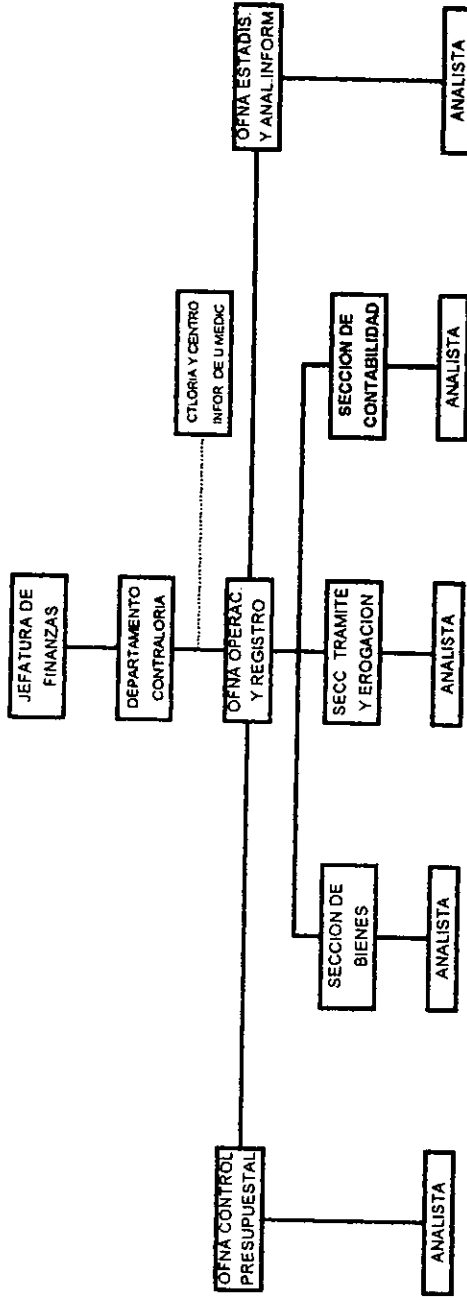 JEFATURA DE
FINANZAS
DEPARTAMENTO
CONTRALORIA
CTLORIA Y CENTRO
INFOR DE U MEDIC
OFNA CONTROL
PRESUPUESTAL
OFNA OPERAC.
Y REGISTRO
OFNA ESTADIS.
Y ANAL.INFORM
SECCION DE
BIENES
SECC TRAMITE
Y EROGACION
SECCION DE
CONTABILIDAD
ANALISTA
ANALISTA
ANALISTA
ANALISTA
ANALISTA